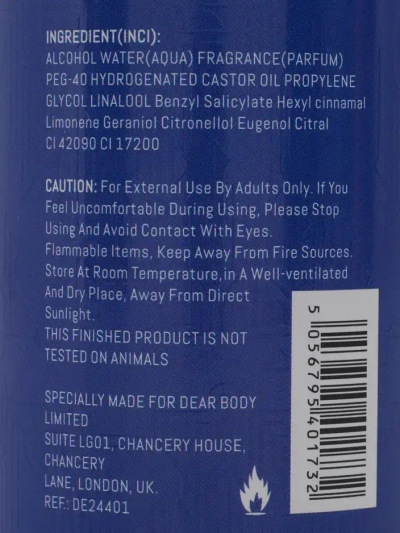 INGREDIENT(INCI):
ALCOHOL WATER(AQUA) FRAGRANCE(PARFUM)
PEG-40 HYDROGENATED CASTOR OIL PROPYLENE
GLYCOL LINALOOL Benzyl Salicylate Hexyl cinnamal
Limonene Geraniol Citronellol Eugenol Citral
CI 42090 CI 17200
CAUTION: For External Use By Adults Only. If You
Feel Uncomfortable During Using, Please Stop
Using And Avoid Contact With Eyes.
Flammable Items, Keep Away From Fire Sources.
Store At Room Temperature,in A Well-ventilated
And Dry Place, Away From Direct
Sunlight.
THIS FINISHED PRODUCT IS NOT
TESTED ON ANIMALS
SPECIALLY MADE FOR DEAR BODY
LIMITED
SUITE LG01, CHANCERY HOUSE,
CHANCERY
LANE, LONDON, UK.
REF.: DE24401
5 056795 401732